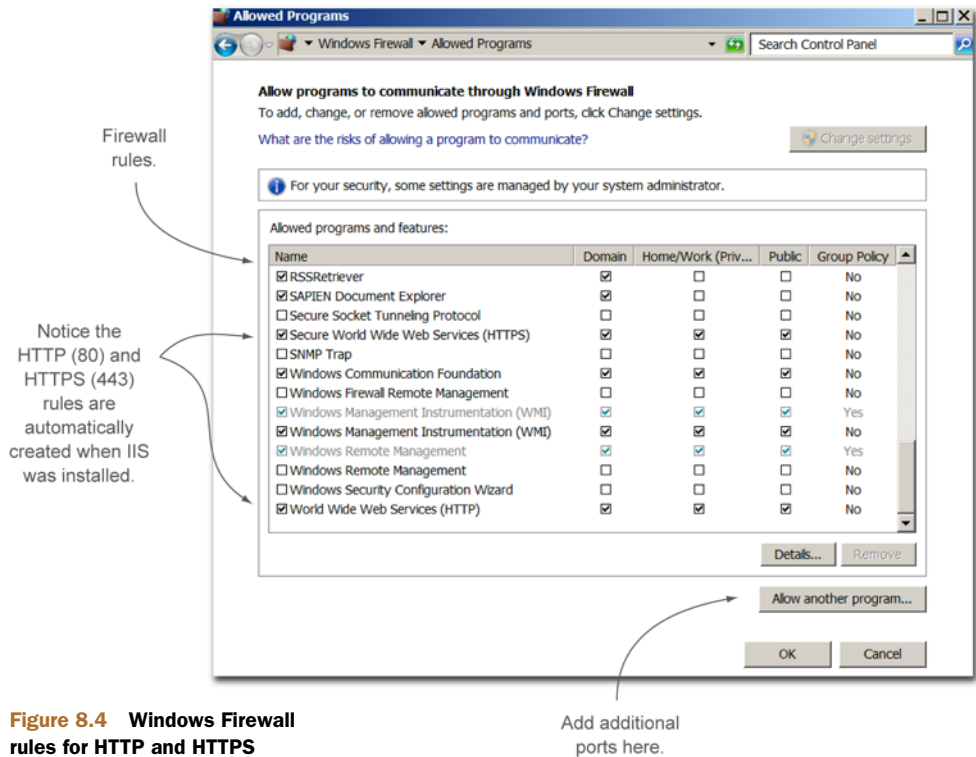 Allowed Programs
Windows Firewall Allowed Programs
Search Control Panel
Allow programs to communicate through Windows Firewall
To add, change, or remove allowed programs and ports, click Change settings.
What are the risks of allowing a program to communicate?
Change settings
For your security, some settings are managed by your system administrator.
Allowed programs and features:
Name Domain Home/Work (Priv... Public Group Policy
RSSRetriever No
SAPIEN Document Explorer No
Secure Socket Tunneling Protocol No
Secure World Wide Web Services (HTTPS) No
SNMP Trap No
Windows Communication Foundation No
Windows Firewall Remote Management No
Windows Management Instrumentation (WMI) Yes
Windows Management Instrumentation (WMI) No
Windows Remote Management Yes
Windows Remote Management No
Windows Security Configuration Wizard No
World Wide Web Services (HTTP) No
Details...
Remove
Allow another program...
OK
Cancel
Firewall
rules.
Notice the
HTTP (80) and
HTTPS (443)
rules are
automatically
created when IIS
was installed.
Add additional
ports here.
Figure 8.4 Windows Firewall
rules for HTTP and HTTPS